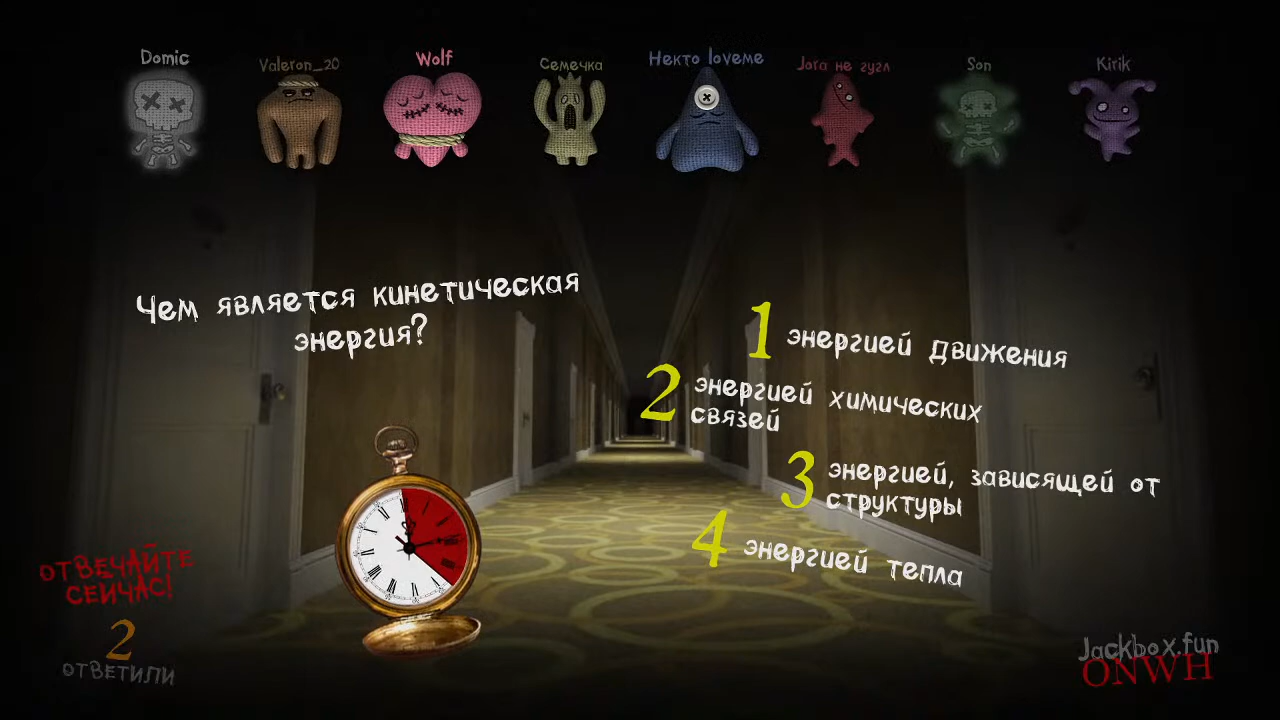 Domic
Valeron_20
Wolf
Семечка
Некто loveme
Jora не гугл
Son
Kirik
Чем является кинетическая
энергия?
1 энергией движения
2 энергией химических
связей
3 энергией, зависящей от
структуры
4 энергией тепла
ОТВЕЧАЙТЕ
СЕЙЧАС!
2
ОТВЕТИЛИ
Jackbox.fun
ONWH